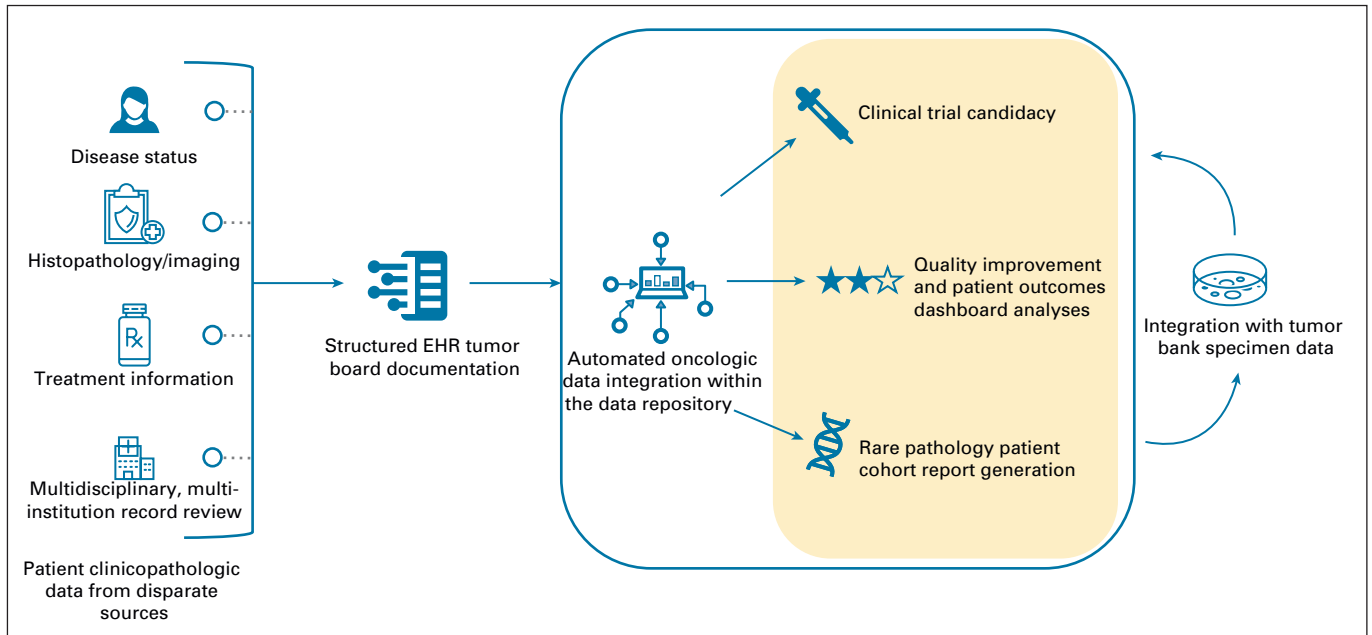 Disease status
Histopathology/imaging
Rx
Treatment information
Multidisciplinary, multi-
institution record review
Patient clinicopathologic
data from disparate
sources
Structured EHR tumor
board documentation
Automated oncologic
data integration within
the data repository
Clinical trial candidacy
Quality improvement
and patient outcomes
dashboard analyses
Rare pathology patient
cohort report generation
Integration with tumor
bank specimen data